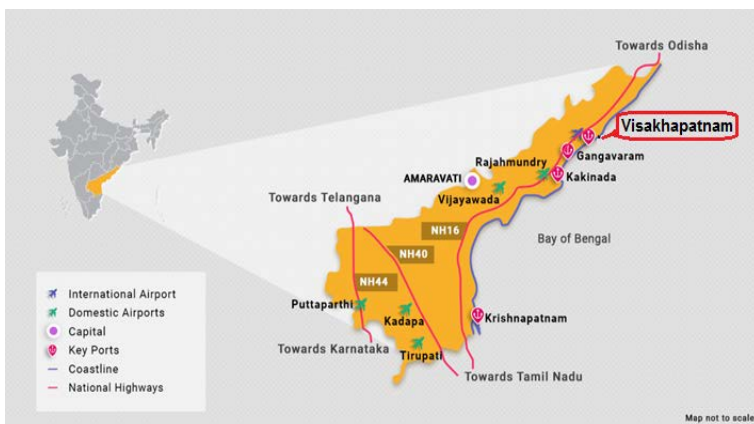 Towards Odisha
Visakhapatnam
Rajahmundry
Gangavaram
AMARAVATI
Kakinada
Vijayawada
Towards Telangana
NH16
Bay of Bengal
NH40
NH44
International Airport
Domestic Airports
Capital
Key Ports
Coastline
National Highways
Puttaparthi
Kadapa
Krishnapatnam
Towards Karnataka
Tirupati
Towards Tamil Nadu
Map not to scale